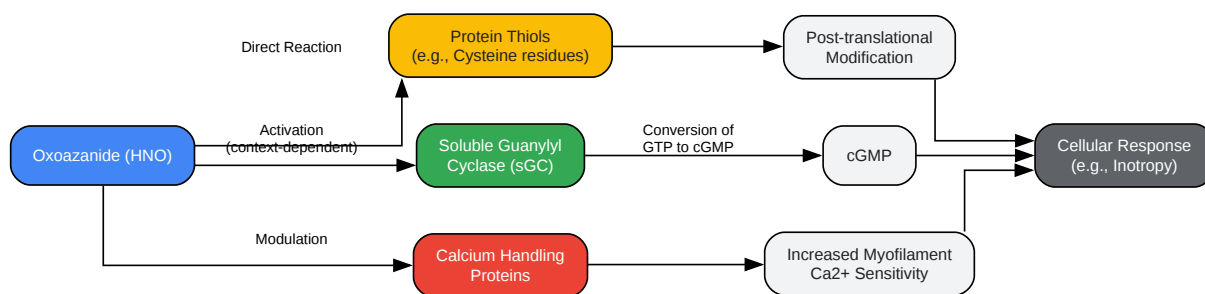 Direct Reaction
Protein Thiols
(e.g., Cysteine residues)
Post-translational
Modification
Oxoazanide (HNO)
Activation
(context-dependent)
Soluble Guanylyl
Cyclase (sGC)
Conversion of
GTP to cGMP
cGMP
Cellular Response
(e.g., Inotropy)
Modulation
Calcium Handling
Proteins
Increased Myofilament
Ca2+ Sensitivity